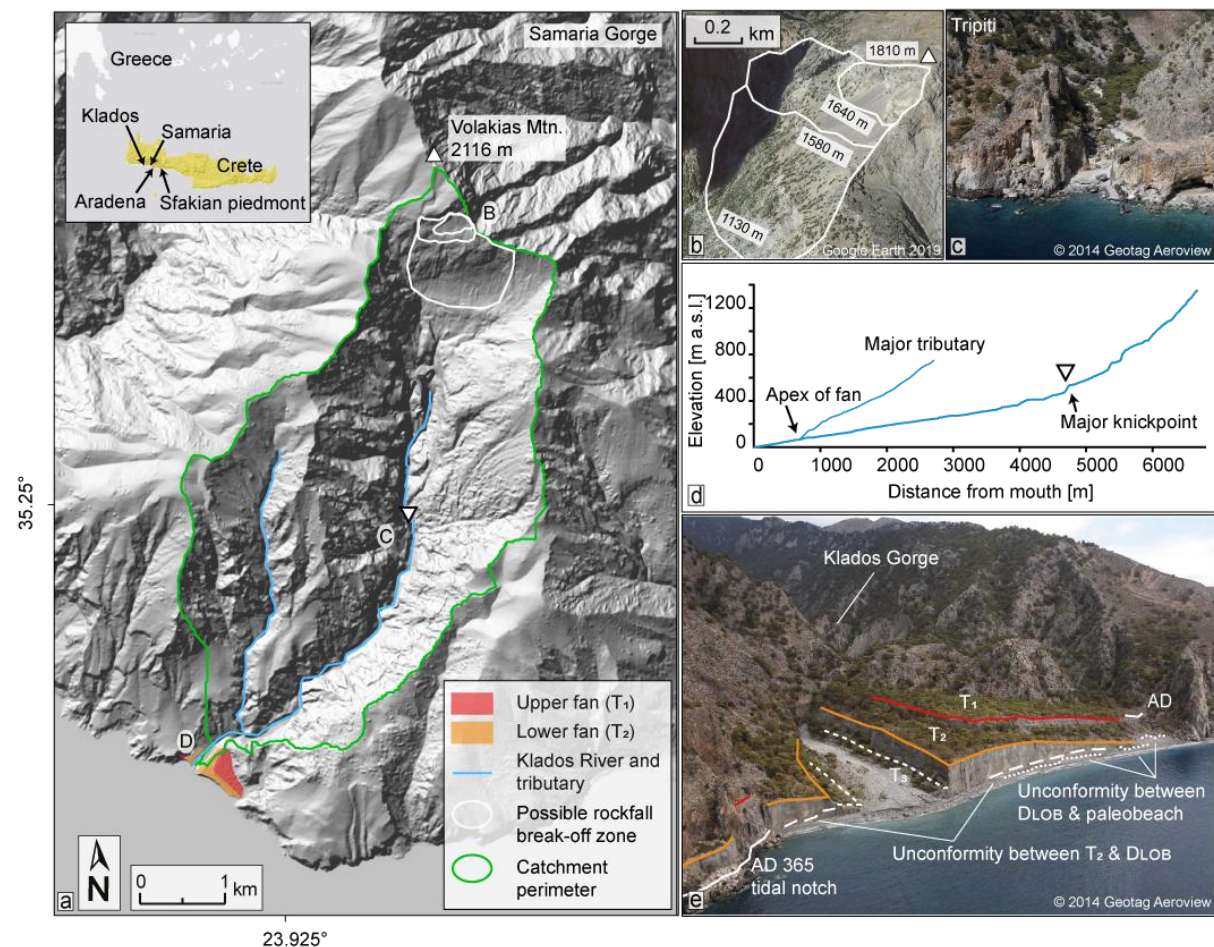 Greece
Klados
Samaria
Crete
Aradena
Sfakian piedmont
Samaria Gorge
Volakias Mtn.
2116 m
B
C
D
35.25°
23.925°
Upper fan (T₁)
Lower fan (T₂)
Klados River and
tributary
Possible rockfall
break-off zone
Catchment
perimeter
N
0 1 km
a
0.2 km
1810 m
1640 m
1580 m
1130 m
b
© Google Earth 2019
Tripiti
c
© 2014 Geotag Aeroview
Elevation [m a.s.l.]
1200
800
400
0
Major tributary
Apex of fan
Major knickpoint
0 1000 2000 3000 4000 5000 6000
Distance from mouth [m]
d
Klados Gorge
T₁
AD
T₂
T₃
Unconformity between
DLOB & paleobeach
Unconformity between T₂ & DLOB
AD 365
tidal notch
e
© 2014 Geotag Aeroview